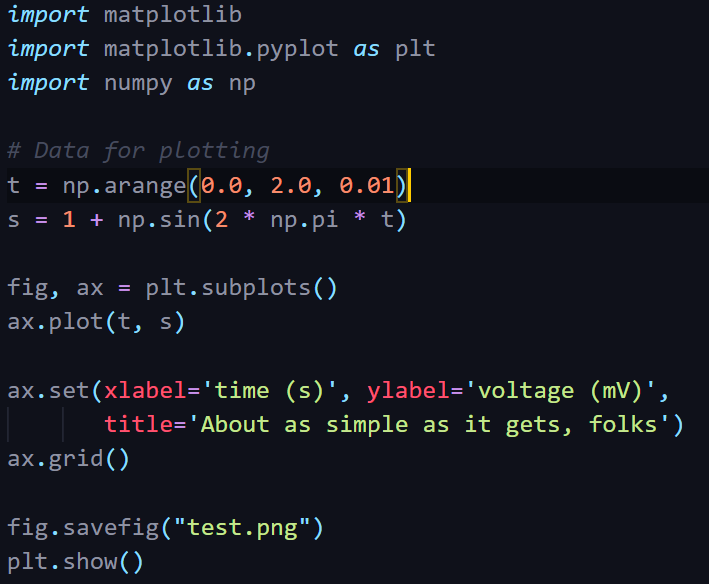 import matplotlib
import matplotlib.pyplot as plt
import numpy as np

# Data for plotting
t = np.arange(0.0, 2.0, 0.01)
s = 1 + np.sin(2 * np.pi * t)

fig, ax = plt.subplots()
ax.plot(t, s)

ax.set(xlabel='time (s)', ylabel='voltage (mV)',
       title='About as simple as it gets, folks')
ax.grid()

fig.savefig("test.png")
plt.show()